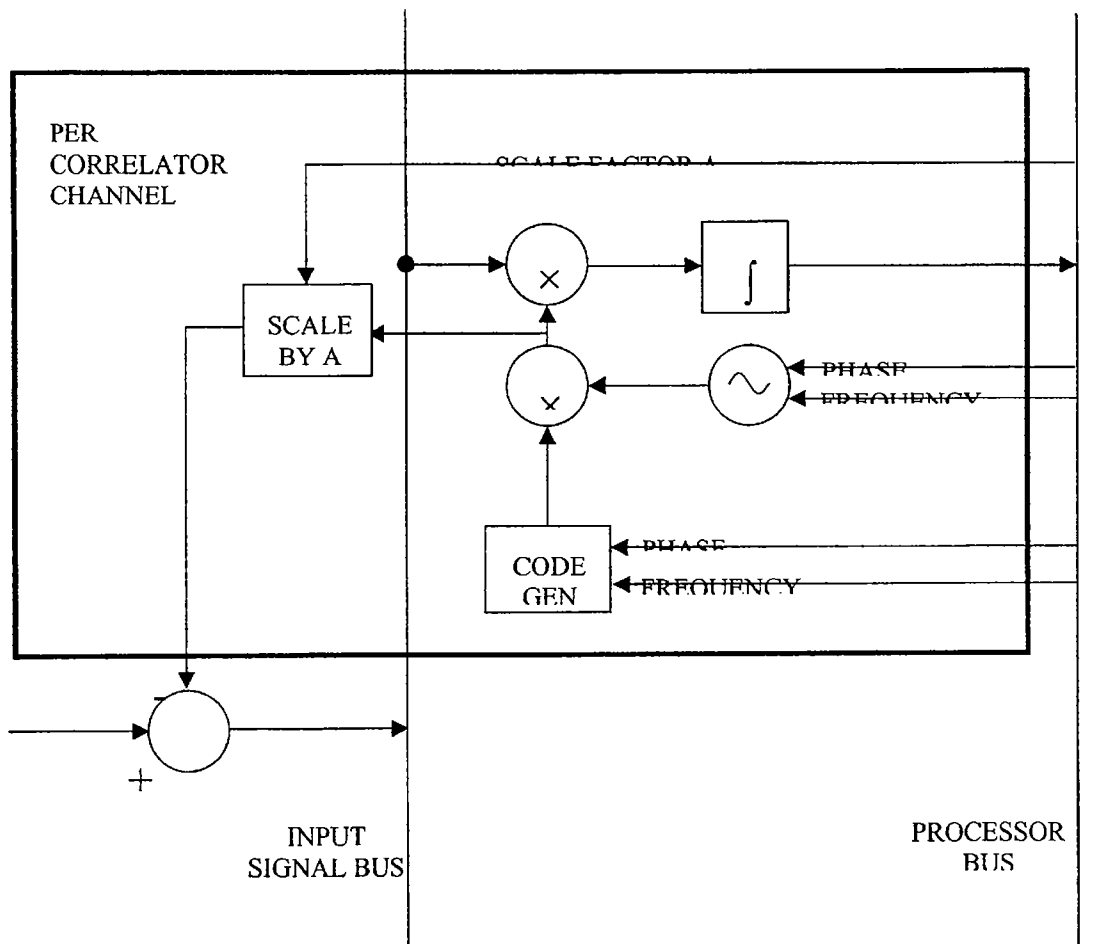 PER
CORRELATOR
CHANNEL
SCALE FACTOR A
×
∫
SCALE
BY A
×
PHASE
FREQUENCY
CODE
GEN
PHASE
FREQUENCY
-
+
INPUT
SIGNAL BUS
PROCESSOR
BUS